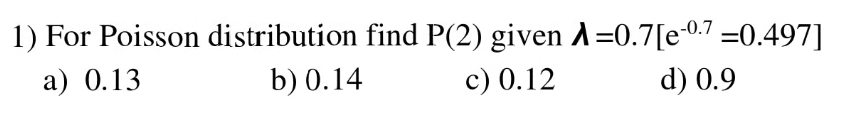 1) For Poisson distribution find P(2) given λ=0.7[e⁻⁰·⁷ =0.497]
a) 0.13 b) 0.14 c) 0.12 d) 0.9